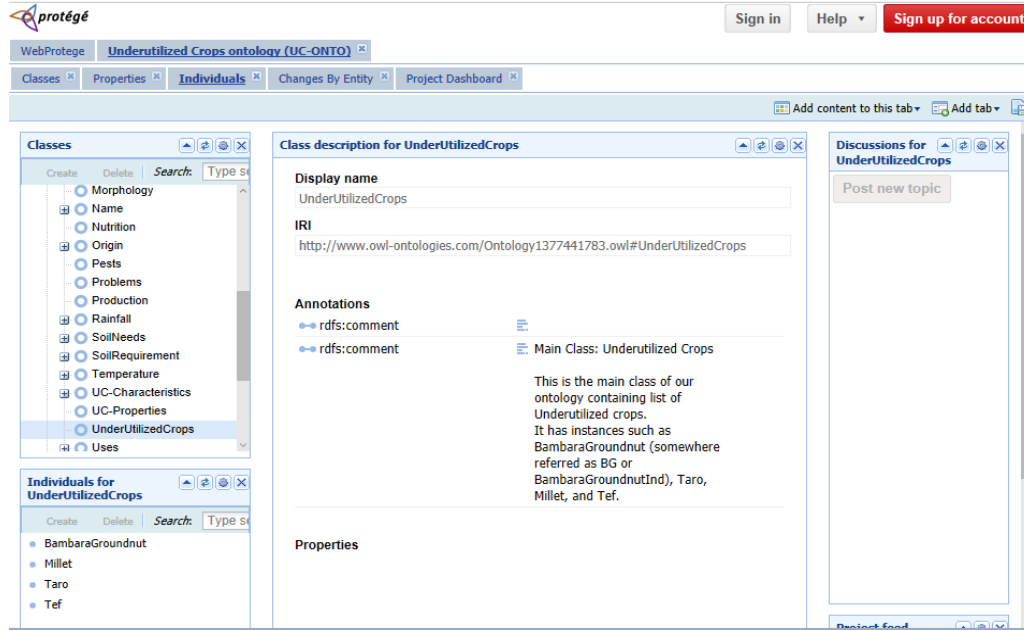 protégé
Sign in
Help
Sign up for account
WebProtege
Underutilized Crops ontology (UC-ONTO)
Classes
Properties
Individuals
Changes By Entity
Project Dashboard
Add content to this tab
Add tab
Classes
Create Delete Search: Type se
Morphology
Name
Nutrition
Origin
Pests
Problems
Production
Rainfall
SoilNeeds
SoilRequirement
Temperature
UC-Characteristics
UC-Properties
UnderUtilizedCrops
Uses
Individuals for
UnderUtilizedCrops
Create Delete Search: Type se
BambaraGroundnut
Millet
Taro
Tef
Class description for UnderUtilizedCrops
Display name
UnderUtilizedCrops
IRI
http://www.owl-ontologies.com/Ontology1377441783.owl#UnderUtilizedCrops
Annotations
rdfs:comment
rdfs:comment
Main Class: Underutilized Crops
This is the main class of our
ontology containing list of
Underutilized crops.
It has instances such as
BambaraGroundnut (somewhere
referred as BG or
BambaraGroundnutInd), Taro,
Millet, and Tef.
Properties
Discussions for
UnderUtilizedCrops
Post new topic
Project feed